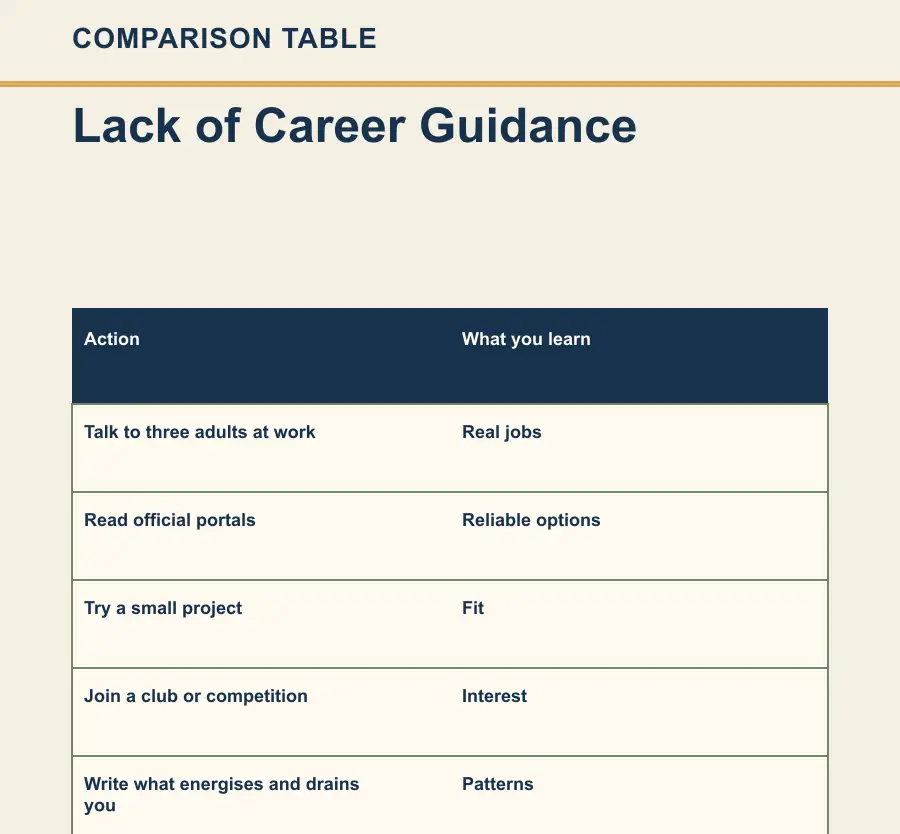 COMPARISON TABLE
Lack of Career Guidance
Action What you learn
Talk to three adults at work Real jobs
Read official portals Reliable options
Try a small project Fit
Join a club or competition Interest
Write what energises and drains Patterns
you